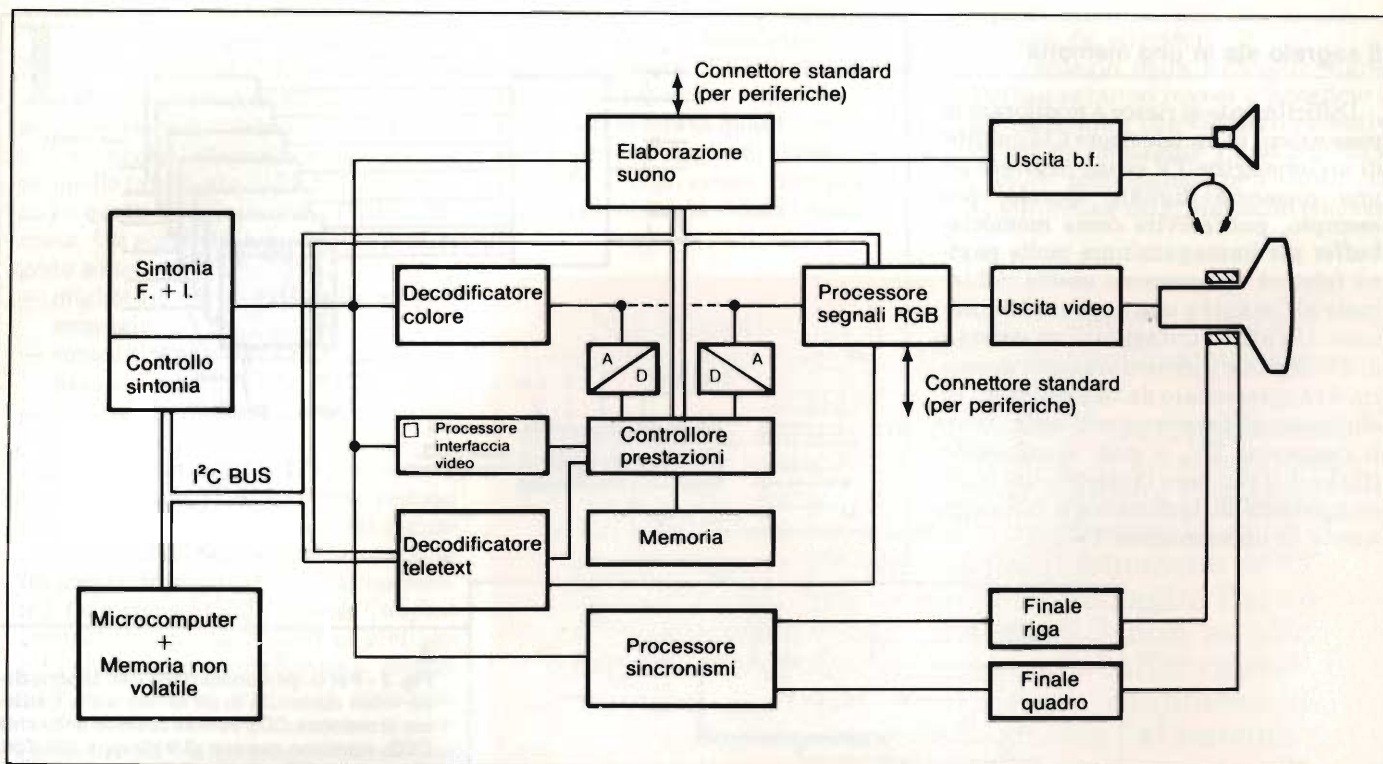 Connettore standard
(per periferiche)
Elaborazione
suono
Uscita b.f.
Sintonia
F. + I.
Controllo
sintonia
Decodificatore
colore
A
D
A
D
Processore
segnali RGB
Uscita video
Connettore standard
(per periferiche)
Processore
interfaccia
video
Controllore
prestazioni
I²C BUS
Decodificatore
teletext
Memoria
Microcomputer
+
Memoria non
volatile
Processore
sincronismi
Finale
riga
Finale
quadro